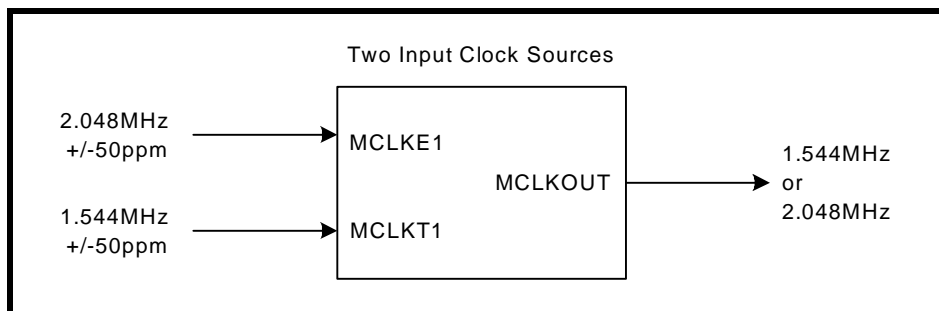 Two Input Clock Sources
2.048MHz
+/-50ppm
MCLKE1
1.544MHz
+/-50ppm
MCLKT1
MCLKOUT
1.544MHz
or
2.048MHz